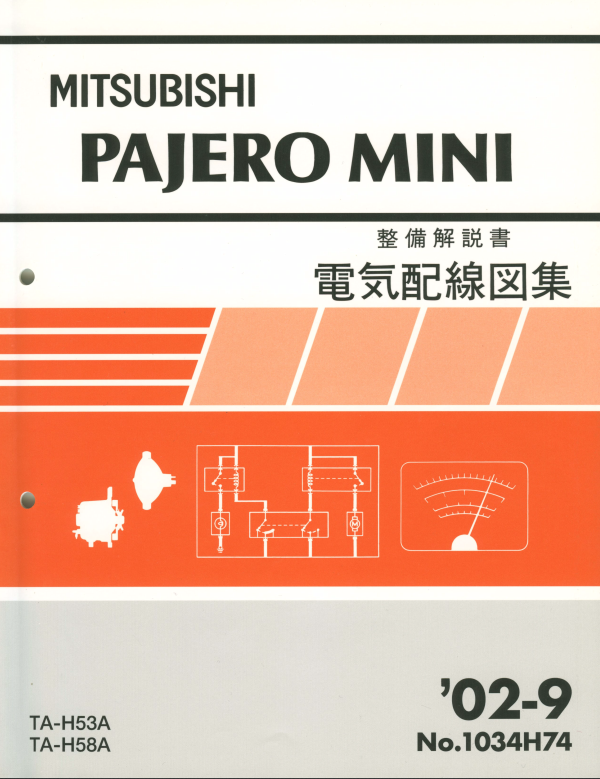 MITSUBISHI
PAJERO MINI
整備解説書
電気配線図集
M
TA-H53A
TA-H58A
'02-9
No.1034H74